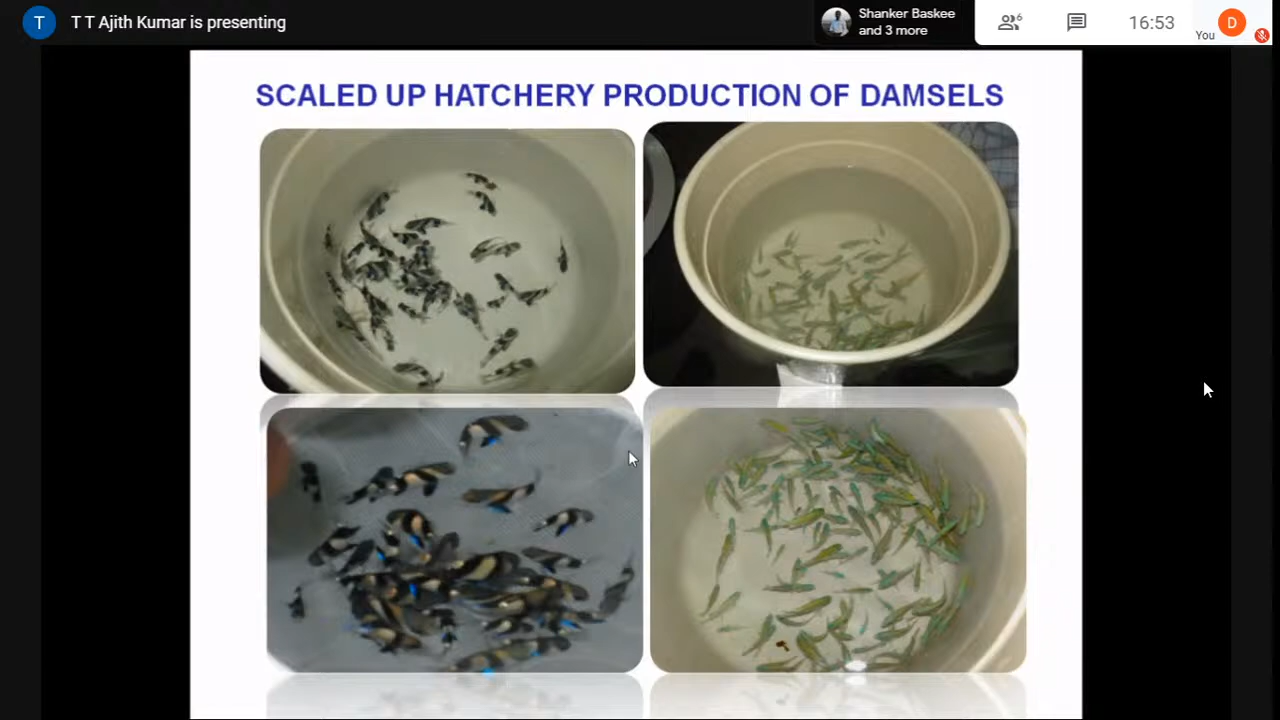 T
T T Ajith Kumar is presenting
Shanker Baskee
and 3 more
6
16:53
You
D
SCALED UP HATCHERY PRODUCTION OF DAMSELS